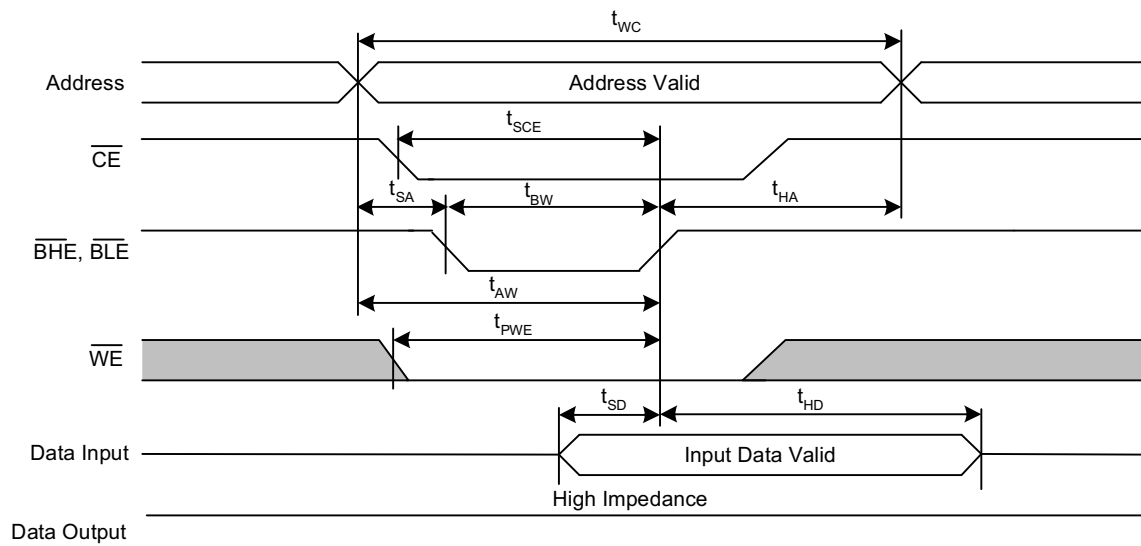 tWC
Address
Address Valid
tSCE
CE
tSA
tBW
tHA
BHE, BLE
tAW
tPWE
WE
tSD
tHD
Data Input
Input Data Valid
High Impedance
Data Output